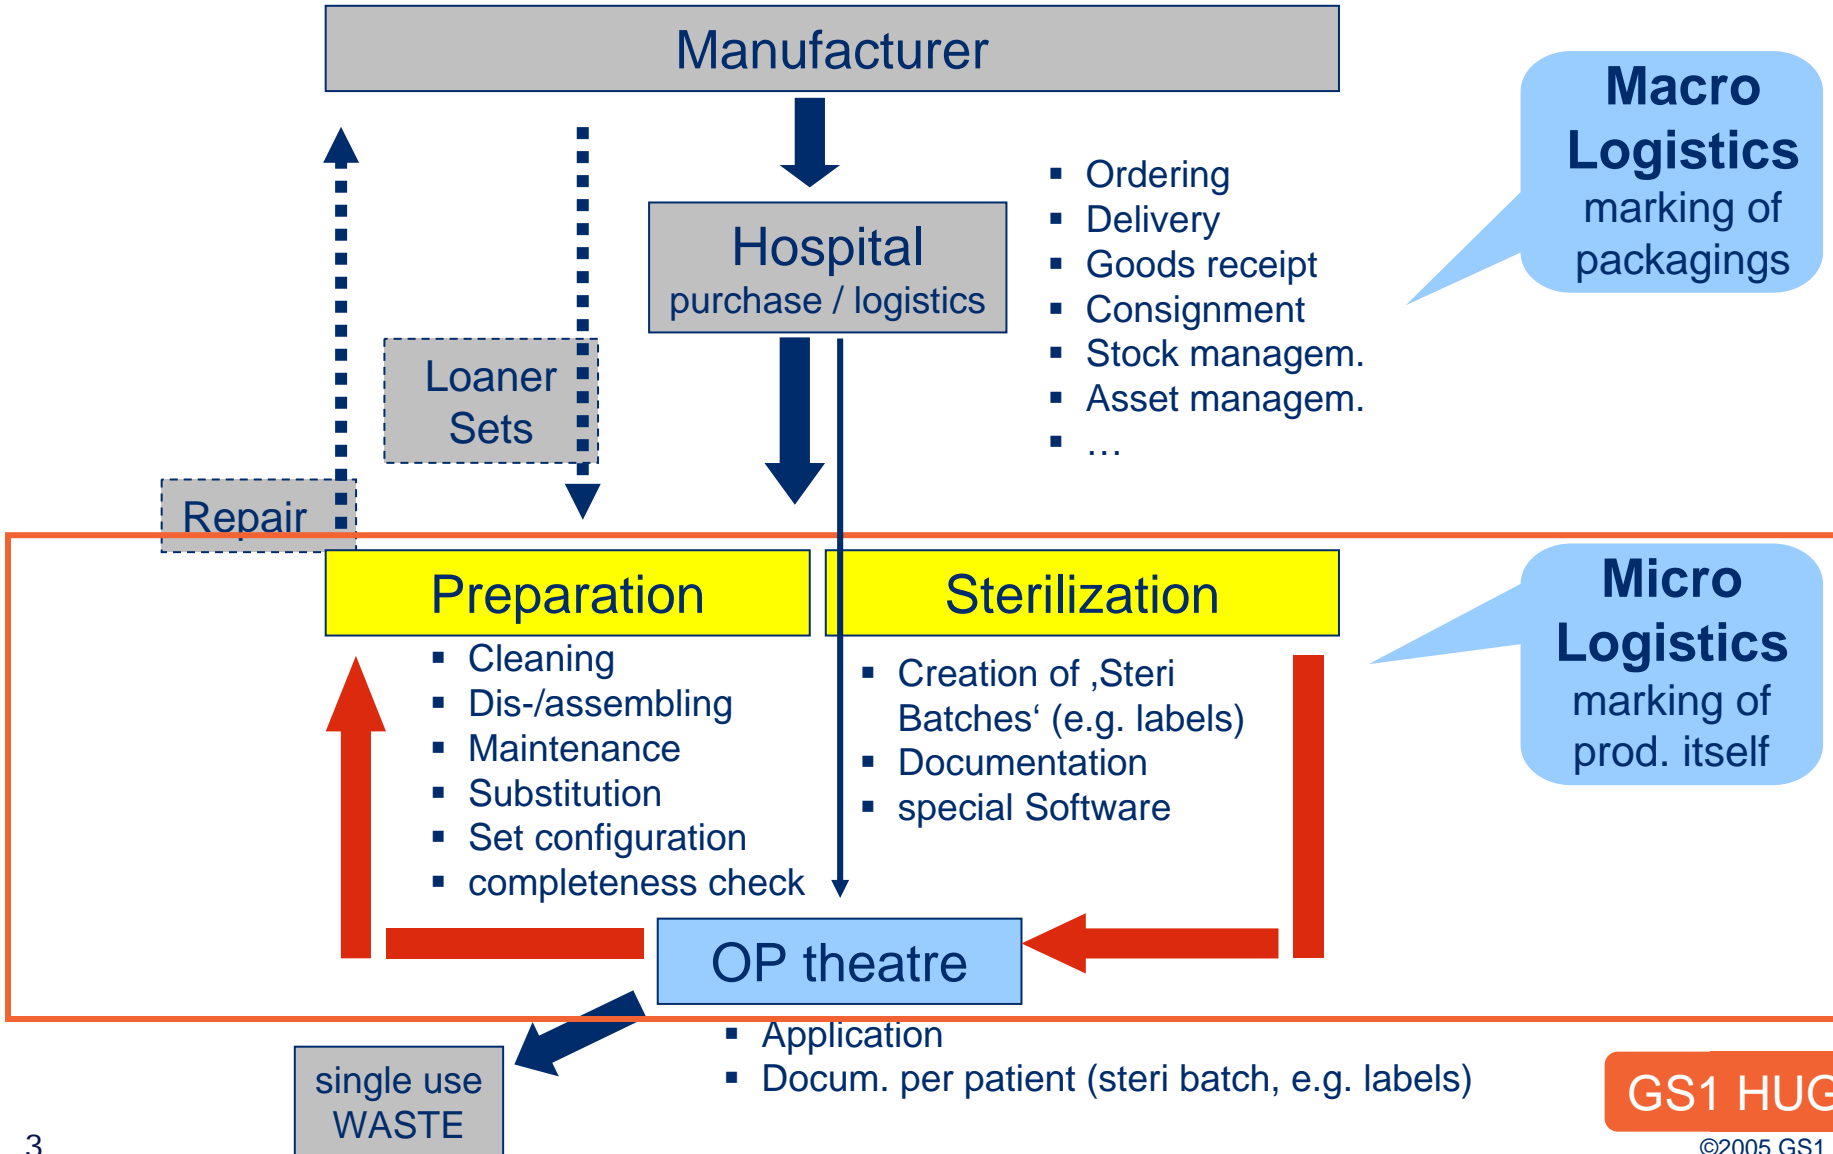 Manufacturer
Macro
Logistics
marking of
packagings
Hospital
purchase / logistics
▪ Ordering
▪ Delivery
▪ Goods receipt
▪ Consignment
▪ Stock managem.
▪ Asset managem.
▪ …
Loaner
Sets
Repair
Preparation
Sterilization
Micro
Logistics
marking of
prod. itself
▪ Cleaning
▪ Dis-/assembling
▪ Maintenance
▪ Substitution
▪ Set configuration
▪ completeness check
▪ Creation of ‚Steri
Batches‘ (e.g. labels)
▪ Documentation
▪ special Software
OP theatre
▪ Application
▪ Docum. per patient (steri batch, e.g. labels)
single use
WASTE
GS1 HUG
©2005 GS1
3